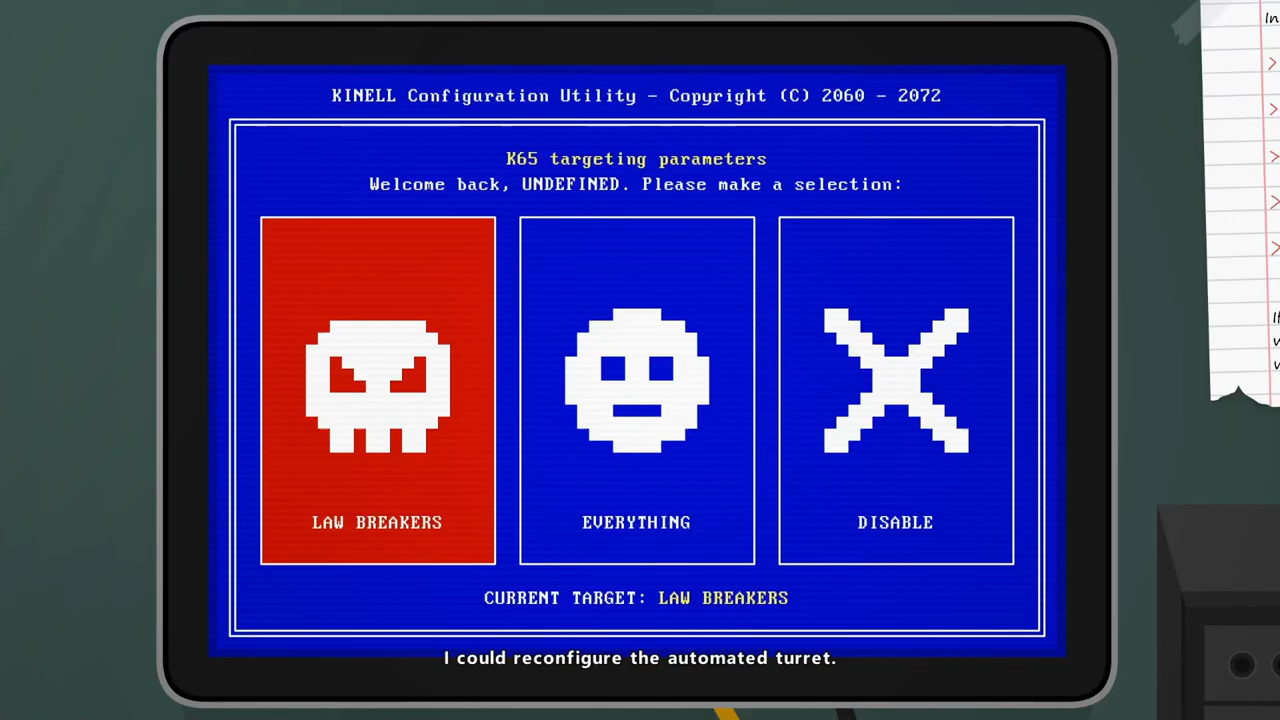 KINELL Configuration Utility - Copyright (C) 2060 - 2072
K65 targeting parameters
Welcome back, UNDEFINED. Please make a selection:
LAW BREAKERS
EVERYTHING
DISABLE
CURRENT TARGET: LAW BREAKERS
I could reconfigure the automated turret.
In
>
>
>
>
>